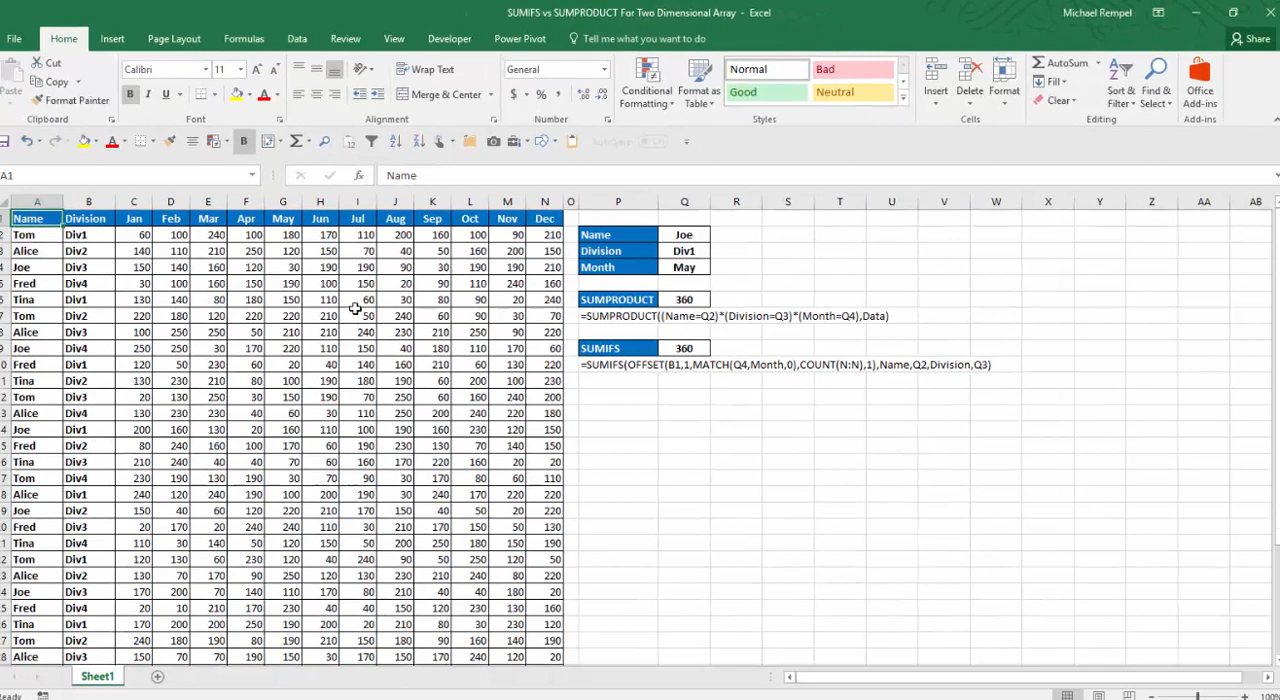 SUMIFS vs SUMPRODUCT For Two Dimensional Array - Excel
Michael Rempel
File Home Insert Page Layout Formulas Data Review View Developer Power Pivot Tell me what you want to do Share
Cut
Copy
Format Painter
Paste
Clipboard
Calibri 11
B I U
Font
Wrap Text
Merge & Center
Alignment
General
$ % ,
Number
Conditional Formatting
Format as Table
Normal Bad
Good Neutral
Styles
Insert Delete Format
Cells
AutoSum
Fill
Clear
Sort & Filter
Find & Select
Editing
Office Add-ins
Add-ins
A1 fx Name
A B C D E F G H I J K L M N O P Q R S T U V W X Y Z AA AB
Name Division Jan Feb Mar Apr May Jun Jul Aug Sep Oct Nov Dec
Tom Div1 60 100 240 100 180 170 110 200 160 100 90 210 Name Joe
Alice Div2 140 110 210 250 120 150 70 40 50 160 200 150 Division Div1
Joe Div3 150 140 160 120 30 190 190 90 30 190 190 210 Month May
Fred Div4 30 100 160 150 190 100 150 20 90 110 240 160
Tina Div1 130 140 80 180 150 110 60 30 80 90 20 240 SUMPRODUCT 360
Tom Div2 50 180 120 220 220 210 50 240 60 90 30 70 =SUMPRODUCT((Name=Q2)*(Division=Q3)*(Month=Q4),Data)
Alice Div3 100 250 250 50 210 210 240 30 210 90 90 220
Joe Div4 250 250 30 170 220 110 150 40 180 110 170 60 SUMIFS 360
Fred Div1 120 50 230 60 20 40 140 160 210 60 130 220 =SUMIFS(OFFSET(B1,1,MATCH(Q4,Month,0),COUNT(N:N),1),Name,Q2,Division,Q3)
Tina Div2 130 230 210 80 100 190 180 190 200 60 100 230
Tom Div3 20 130 250 30 150 190 70 250 60 160 240 200
Alice Div4 130 230 230 40 60 30 110 250 200 240 220 180
Joe Div1 200 160 130 20 160 110 100 190 160 230 120 150
Fred Div2 80 240 160 100 170 60 190 230 130 70 140 150
Tina Div3 210 240 40 40 70 60 160 170 220 160 20 20
Tom Div4 230 190 130 190 30 70 90 30 170 80 60 110
Alice Div1 240 120 240 190 100 200 190 30 240 170 220 220
Joe Div2 150 40 60 120 220 210 170 150 40 50 20 220
Fred Div3 20 170 20 240 240 110 30 210 170 150 50 130
Tina Div4 110 30 140 50 120 150 50 200 250 180 150 190
Tom Div1 120 130 60 230 120 40 240 90 50 120 250 50
Alice Div2 130 70 170 90 250 120 130 230 210 240 80 220
Joe Div3 170 200 70 140 110 170 80 210 40 40 180 20
Fred Div4 20 10 210 170 230 40 40 150 120 230 130 160
Tina Div1 170 200 200 250 190 200 20 210 80 30 230 120
Tom Div2 240 180 190 80 190 210 150 180 90 160 140 240
Alice Div3 150 70 70 190 150 30 170 150 170 240 120 20
Sheet1
100%